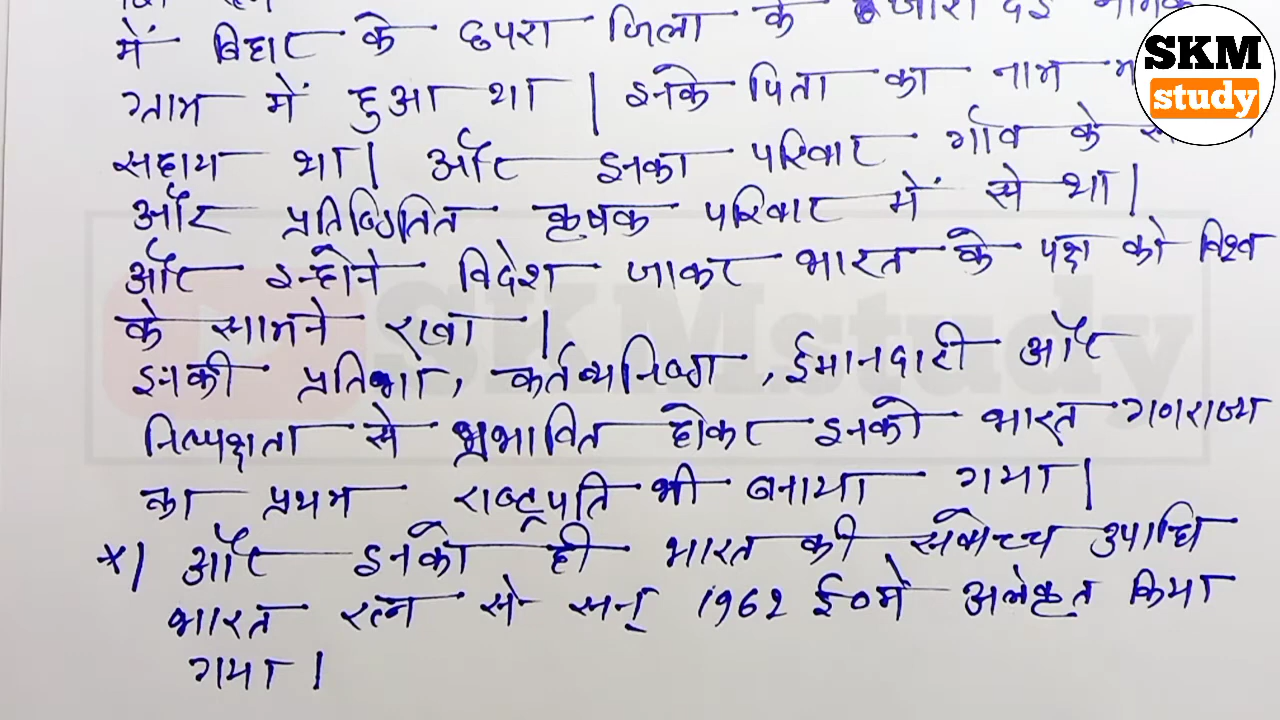 में बिहार के छपरा जिला के
SKM
study
ग्राम में हुआ था | इनके पिता का नाम
सहाय था| और इनका परिवार गाँव के
और प्रतिष्ठितित कृषक परिवार में से था|
और इन्होने विदेश जाकर भारत के पक्ष को विश्व
के सामने रखा |
इनकी प्रतिभा, कर्तव्यनिष्ठा, ईमानदारी और
निष्पक्षता से प्रभावित होकर इनको भारत गणराज्य
का प्रथम राष्ट्रपति भी बनाया गया|
*| और इनको ही भारत की सर्वोच्च उपाधि
भारत रत्न से सन् 1962 ई०में अलंकृत किया
गया |
SKMstudy